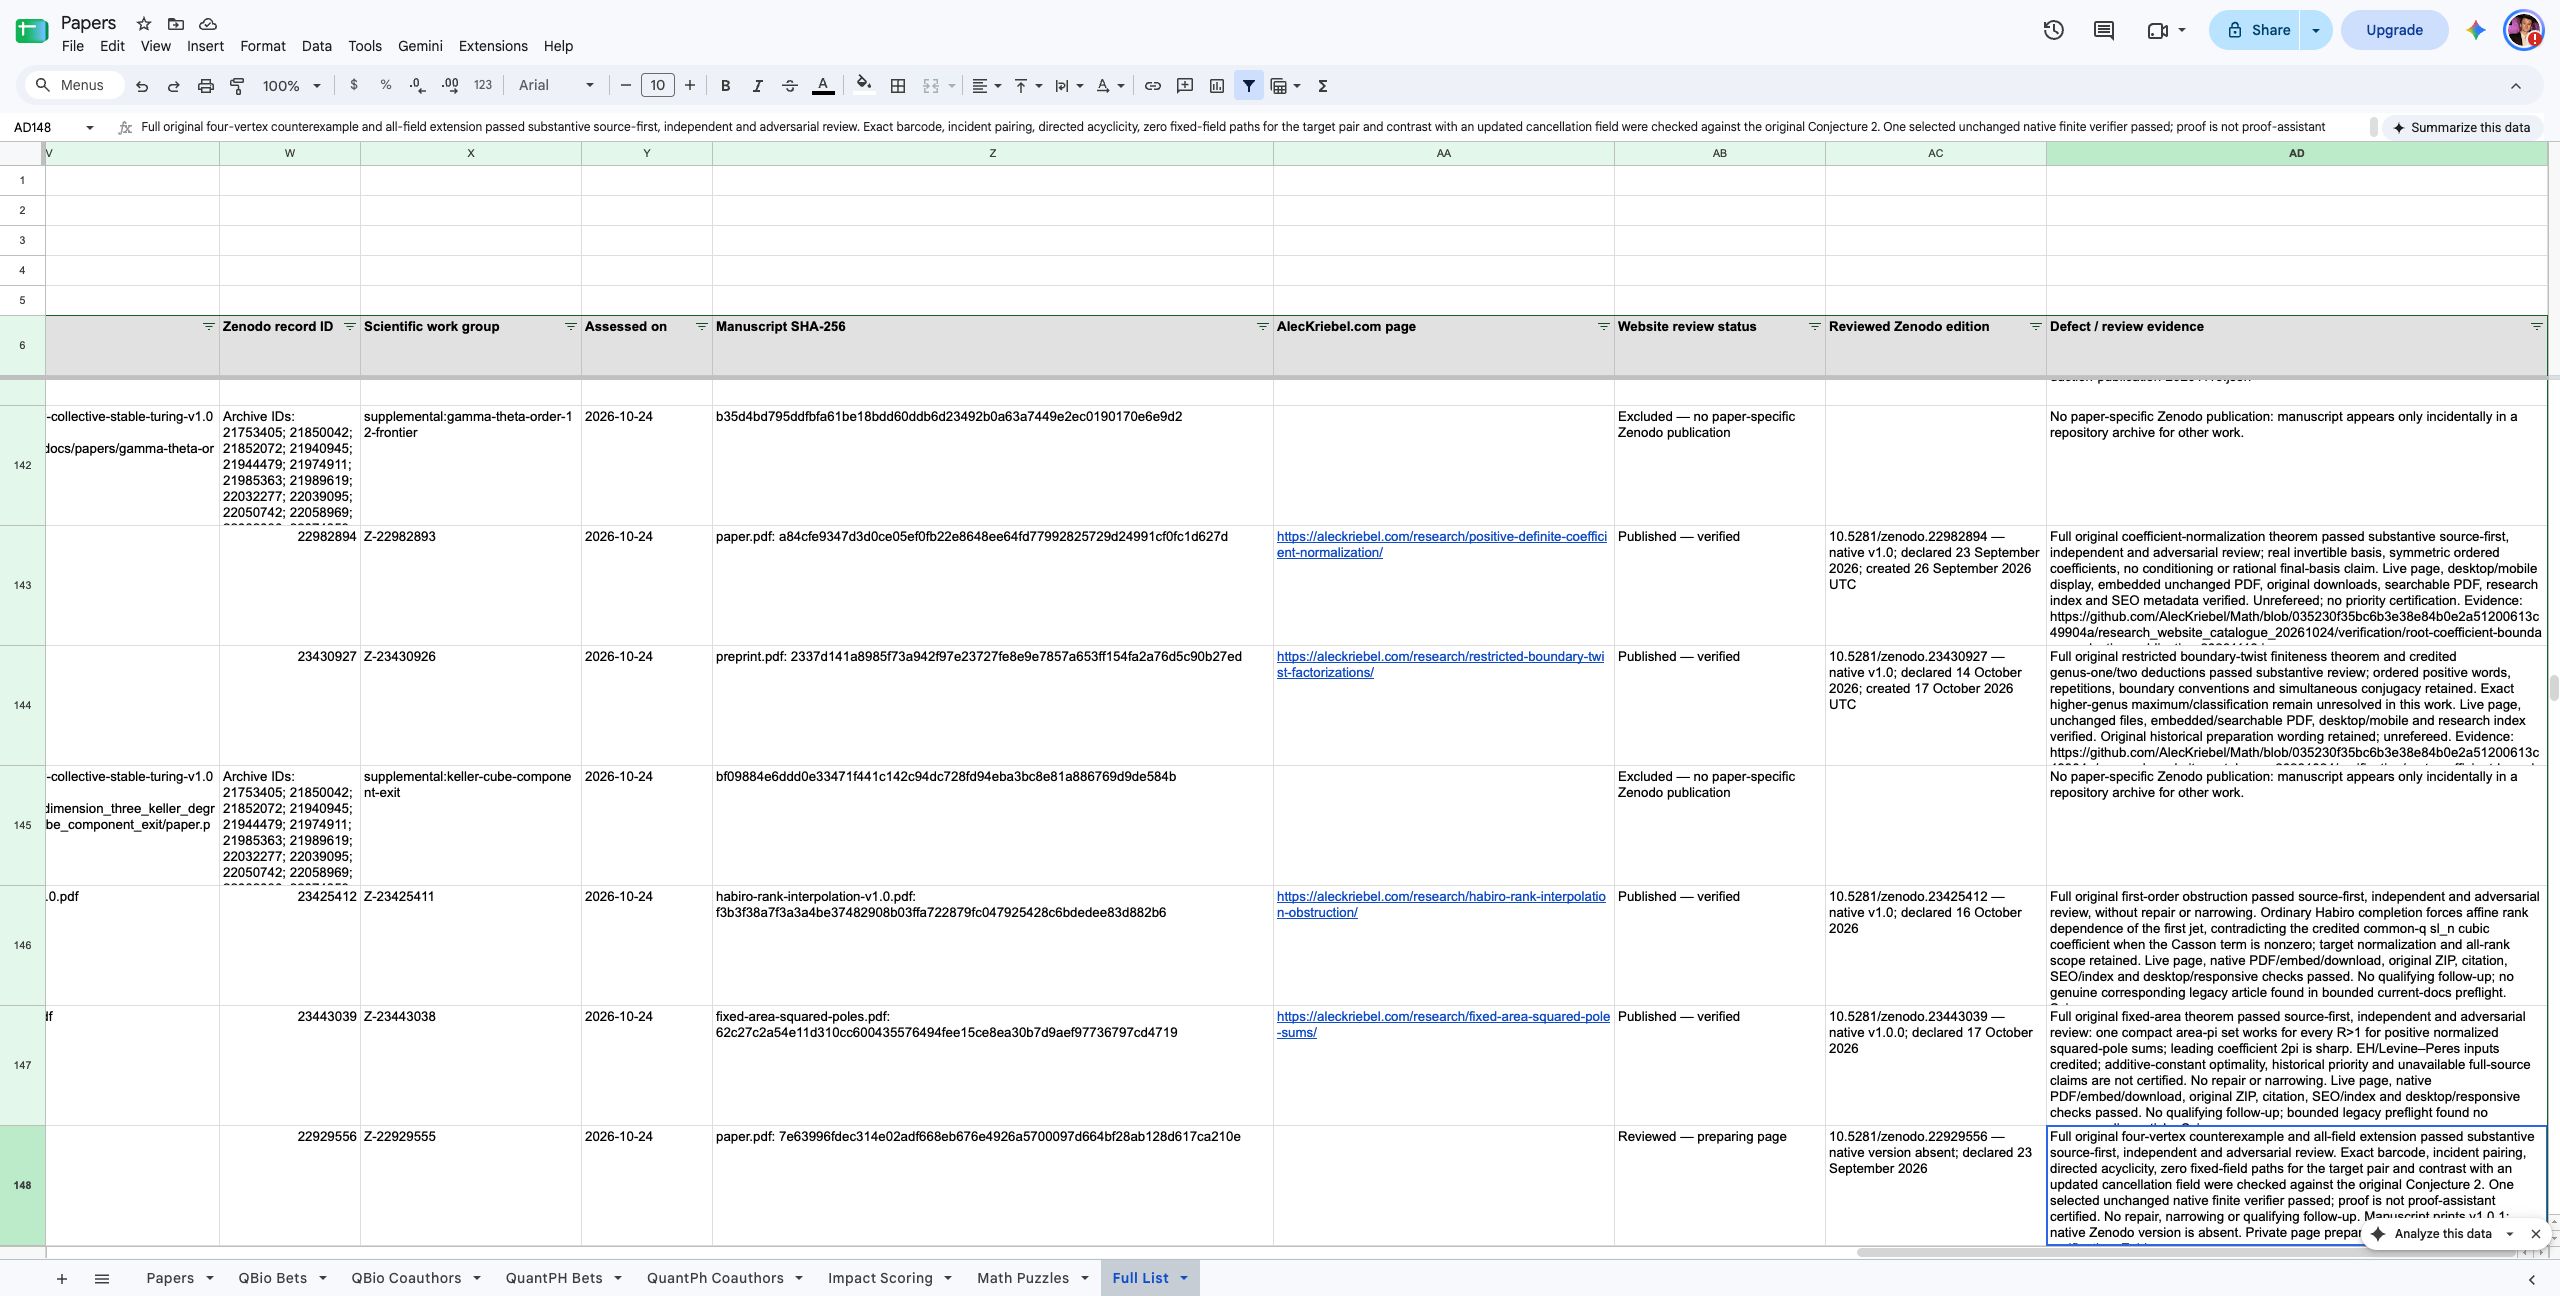 Papers
File Edit View Insert Format Data Tools Gemini Extensions Help
Share
Upgrade
Menus 100% $ % .0 .00 123 Arial 10 B I A Σ
AD148
fx Full original four-vertex counterexample and all-field extension passed substantive source-first, independent and adversarial review. Exact barcode, incident pairing, directed acyclicity, zero fixed-field paths for the target pair and contrast with an updated cancellation field were checked against the original Conjecture 2. One selected unchanged native finite verifier passed; proof is not proof-assistant
Summarize this data
V W X Y Z AA AB AC AD
1
2
3
4
5
6
Zenodo record ID
Scientific work group
Assessed on
Manuscript SHA-256
AlecKriebel.com page
Website review status
Reviewed Zenodo edition
Defect / review evidence
142
-collective-stable-turing-v1.0
docs/papers/gamma-theta-or
Archive IDs:
21753405; 21850042;
21852072; 21940945;
21944479; 21974911;
21985363; 21989619;
22032277; 22039095;
22050742; 22058969;
supplemental:gamma-theta-order-1
2-frontier
2026-10-24
b35d4bd795ddfbfa61be18bdd60ddb6d23492b0a63a7449e2ec0190170e6e9d2
Excluded — no paper-specific
Zenodo publication
No paper-specific Zenodo publication: manuscript appears only incidentally in a
repository archive for other work.
143
22982894
Z-22982893
2026-10-24
paper.pdf: a84cfe9347d3d0ce05ef0fb22e8648ee64fd77992825729d24991cf0fc1d627d
https://aleckriebel.com/research/positive-definite-coeffici
ent-normalization/
Published — verified
10.5281/zenodo.22982894 —
native v1.0; declared 23 September
2026; created 26 September 2026
UTC
Full original coefficient-normalization theorem passed substantive source-first,
independent and adversarial review; real invertible basis, symmetric ordered
coefficients, no conditioning or rational final-basis claim. Live page, desktop/mobile
display, embedded unchanged PDF, original downloads, searchable PDF, research
index and SEO metadata verified. Unrefereed; no priority certification. Evidence:
https://github.com/AlecKriebel/Math/blob/035230f35bc6b3e38e84b0e2a51200613c
49904a/research_website_catalogue_20261024/verification/root-coefficient-bounda
144
23430927
Z-23430926
2026-10-24
preprint.pdf: 2337d141a8985f73a942f97e23727fe8e9e7857a653ff154fa2a76d5c90b27ed
https://aleckriebel.com/research/restricted-boundary-twi
st-factorizations/
Published — verified
10.5281/zenodo.23430927 —
native v1.0; declared 14 October
2026; created 17 October 2026
UTC
Full original restricted boundary-twist finiteness theorem and credited
genus-one/two deductions passed substantive review; ordered positive words,
repetitions, boundary conventions and simultaneous conjugacy retained. Exact
higher-genus maximum/classification remain unresolved in this work. Live page,
unchanged files, embedded/searchable PDF, desktop/mobile and research index
verified. Original historical preparation wording retained; unrefereed. Evidence:
https://github.com/AlecKriebel/Math/blob/035230f35bc6b3e38e84b0e2a51200613c
145
-collective-stable-turing-v1.0
dimension_three_keller_degr
be_component_exit/paper.p
Archive IDs:
21753405; 21850042;
21852072; 21940945;
21944479; 21974911;
21985363; 21989619;
22032277; 22039095;
22050742; 22058969;
supplemental:keller-cube-compone
nt-exit
2026-10-24
bf09884e6ddd0e33471f441c142c94dc728fd94eba3bc8e81a886769d9de584b
Excluded — no paper-specific
Zenodo publication
No paper-specific Zenodo publication: manuscript appears only incidentally in a
repository archive for other work.
146
.0.pdf
23425412
Z-23425411
2026-10-24
habiro-rank-interpolation-v1.0.pdf:
f3b3f38a7f3a3a4be37482908b03ffa722879fc047925428c6bdedee83d882b6
https://aleckriebel.com/research/habiro-rank-interpolatio
n-obstruction/
Published — verified
10.5281/zenodo.23425412 —
native v1.0; declared 16 October
2026
Full original first-order obstruction passed source-first, independent and adversarial
review, without repair or narrowing. Ordinary Habiro completion forces affine rank
dependence of the first jet, contradicting the credited common-q sl_n cubic
coefficient when the Casson term is nonzero; target normalization and all-rank
scope retained. Live page, native PDF/embed/download, original ZIP, citation,
SEO/index and desktop/responsive checks passed. No qualifying follow-up; no
genuine corresponding legacy article found in bounded current-docs preflight.
147
df
23443039
Z-23443038
2026-10-24
fixed-area-squared-poles.pdf:
62c27c2a54e11d310cc600435576494fee15ce8ea30b7d9aef97736797cd4719
https://aleckriebel.com/research/fixed-area-squared-pole
-sums/
Published — verified
10.5281/zenodo.23443039 —
native v1.0.0; declared 17 October
2026
Full original fixed-area theorem passed source-first, independent and adversarial
review: one compact area-pi set works for every R>1 for positive normalized
squared-pole sums; leading coefficient 2pi is sharp. EH/Levine–Peres inputs
credited; additive-constant optimality, historical priority and unavailable full-source
claims are not certified. No repair or narrowing. Live page, native
PDF/embed/download, original ZIP, citation, SEO/index and desktop/responsive
checks passed. No qualifying follow-up; bounded legacy preflight found no
148
22929556
Z-22929555
2026-10-24
paper.pdf: 7e63996fdec314e02adf668eb676e4926a5700097d664bf28ab128d617ca210e
Reviewed — preparing page
10.5281/zenodo.22929556 —
native version absent; declared 23
September 2026
Full original four-vertex counterexample and all-field extension passed substantive
source-first, independent and adversarial review. Exact barcode, incident pairing,
directed acyclicity, zero fixed-field paths for the target pair and contrast with an
updated cancellation field were checked against the original Conjecture 2. One
selected unchanged native finite verifier passed; proof is not proof-assistant
certified. No repair, narrowing or qualifying follow-up. Manuscript prints v1.0.1;
native Zenodo version is absent. Private page prepar
Analyze this data
Papers QBio Bets QBio Coauthors QuantPH Bets QuantPh Coauthors Impact Scoring Math Puzzles Full List